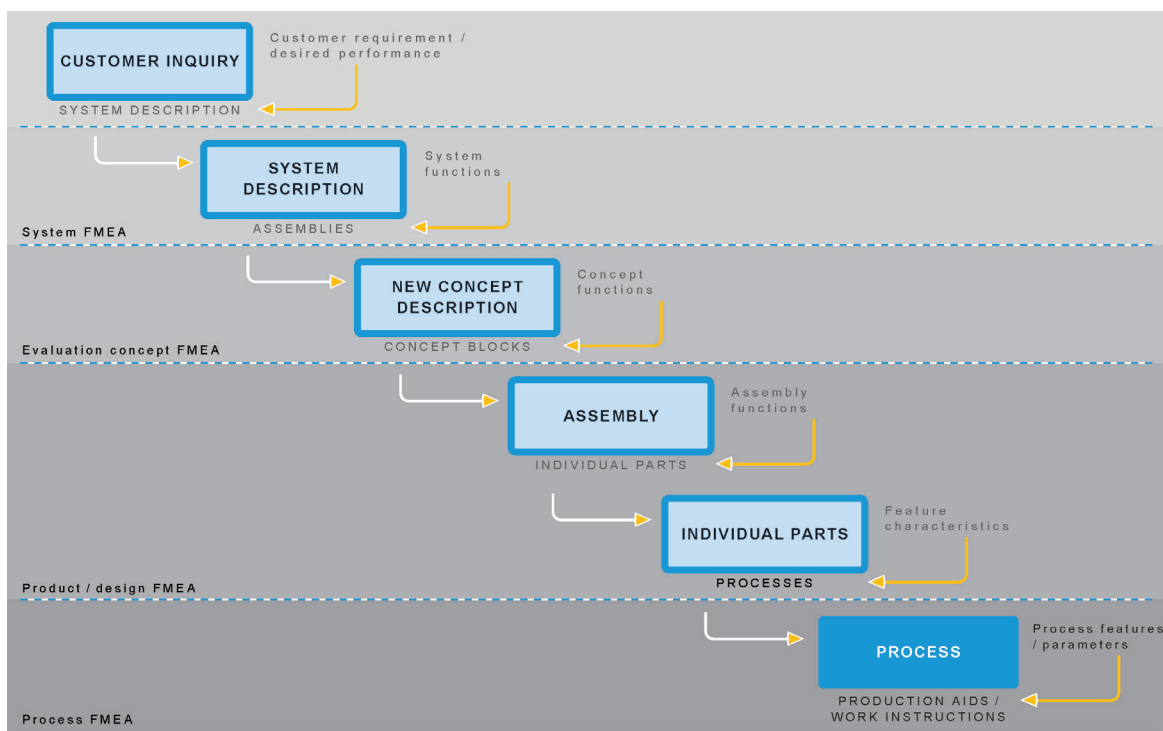 CUSTOMER INQUIRY
Customer requirement /
desired performance
SYSTEM DESCRIPTION
SYSTEM
DESCRIPTION
System
functions
ASSEMBLIES
System FMEA
NEW CONCEPT
DESCRIPTION
Concept
functions
CONCEPT BLOCKS
Evaluation concept FMEA
ASSEMBLY
Assembly
functions
INDIVIDUAL PARTS
INDIVIDUAL PARTS
Feature
characteristics
PROCESSES
Product / design FMEA
PROCESS
Process features
/ parameters
PRODUCTION AIDS /
WORK INSTRUCTIONS
Process FMEA